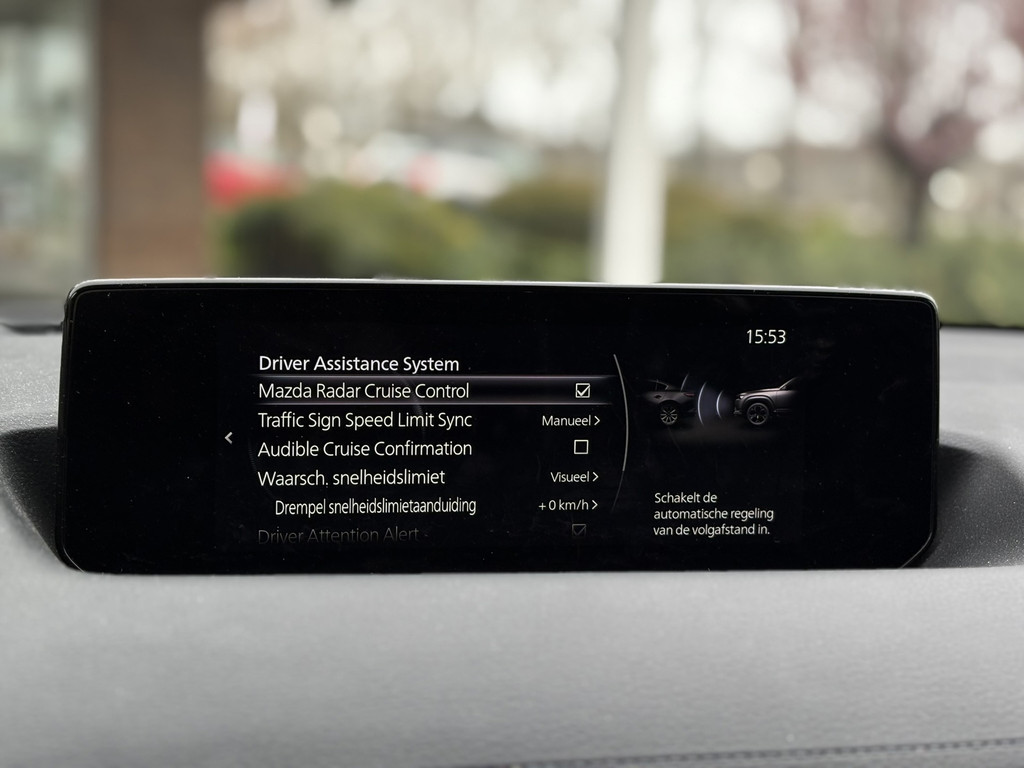 15:53
Driver Assistance System
Mazda Radar Cruise Control
Traffic Sign Speed Limit Sync Manueel >
Audible Cruise Confirmation
Waarsch. snelheidslimiet Visueel >
Drempel snelheidslimietaanduiding + 0 km/h >
Driver Attention Alert
Schakelt de
automatische regeling
van de volgafstand in.